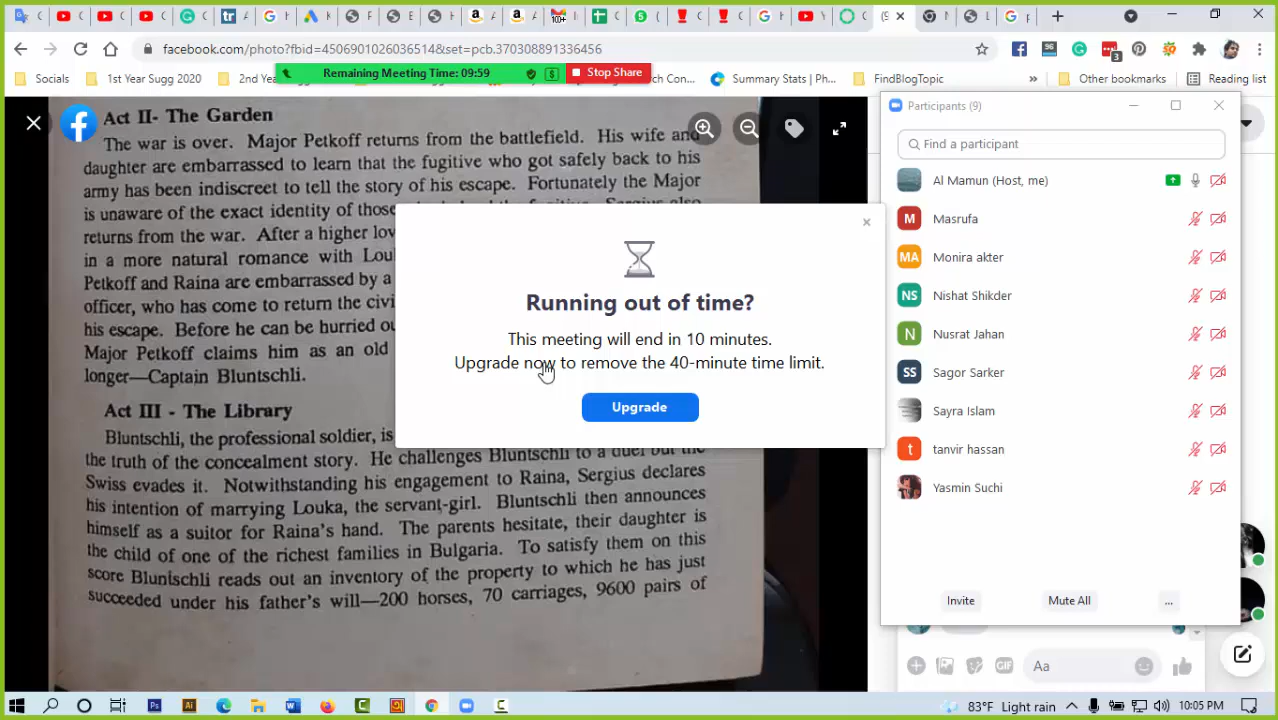 facebook.com/photo?fbid=4506901026036514&set=pcb.370308891336456
Socials
1st Year Sugg 2020
Remaining Meeting Time: 09:59
Stop Share
Summary Stats | Ph...
FindBlogTopic
»
Other bookmarks
Reading list
Act II- The Garden
The war is over. Major Petkoff returns from the battlefield. His wife and
daughter are embarrassed to learn that the fugitive who got safely back to his
army has been indiscreet to tell the story of his escape. Fortunately the Major
is unaware of the exact identity of those
returns from the war. After a higher lov
in a more natural romance with Lou
Petkoff and Raina are embarrassed by a
officer, who has come to return the civi
his escape. Before he can be hurried ou
Major Petkoff claims him as an old
longer—Captain Bluntschli.
Act III - The Library
Bluntschli, the professional soldier, is
the truth of the concealment story. He challenges Bluntschli to a duel but the
Swiss evades it. Notwithstanding his engagement to Raina, Sergius declares
his intention of marrying Louka, the servant-girl. Bluntschli then announces
himself as a suitor for Raina's hand. The parents hesitate, their daughter is
the child of one of the richest families in Bulgaria. To satisfy them on this
score Bluntschli reads out an inventory of the property to which he has just
succeeded under his father's will—200 horses, 70 carriages, 9600 pairs of
Running out of time?
This meeting will end in 10 minutes.
Upgrade now to remove the 40-minute time limit.
Upgrade
Participants (9)
Find a participant
Al Mamun (Host, me)
M Masrufa
MA Monira akter
NS Nishat Shikder
N Nusrat Jahan
SS Sagor Sarker
Sayra Islam
t tanvir hassan
Yasmin Suchi
Invite
Mute All
...
GIF
Aa
83°F Light rain
10:05 PM